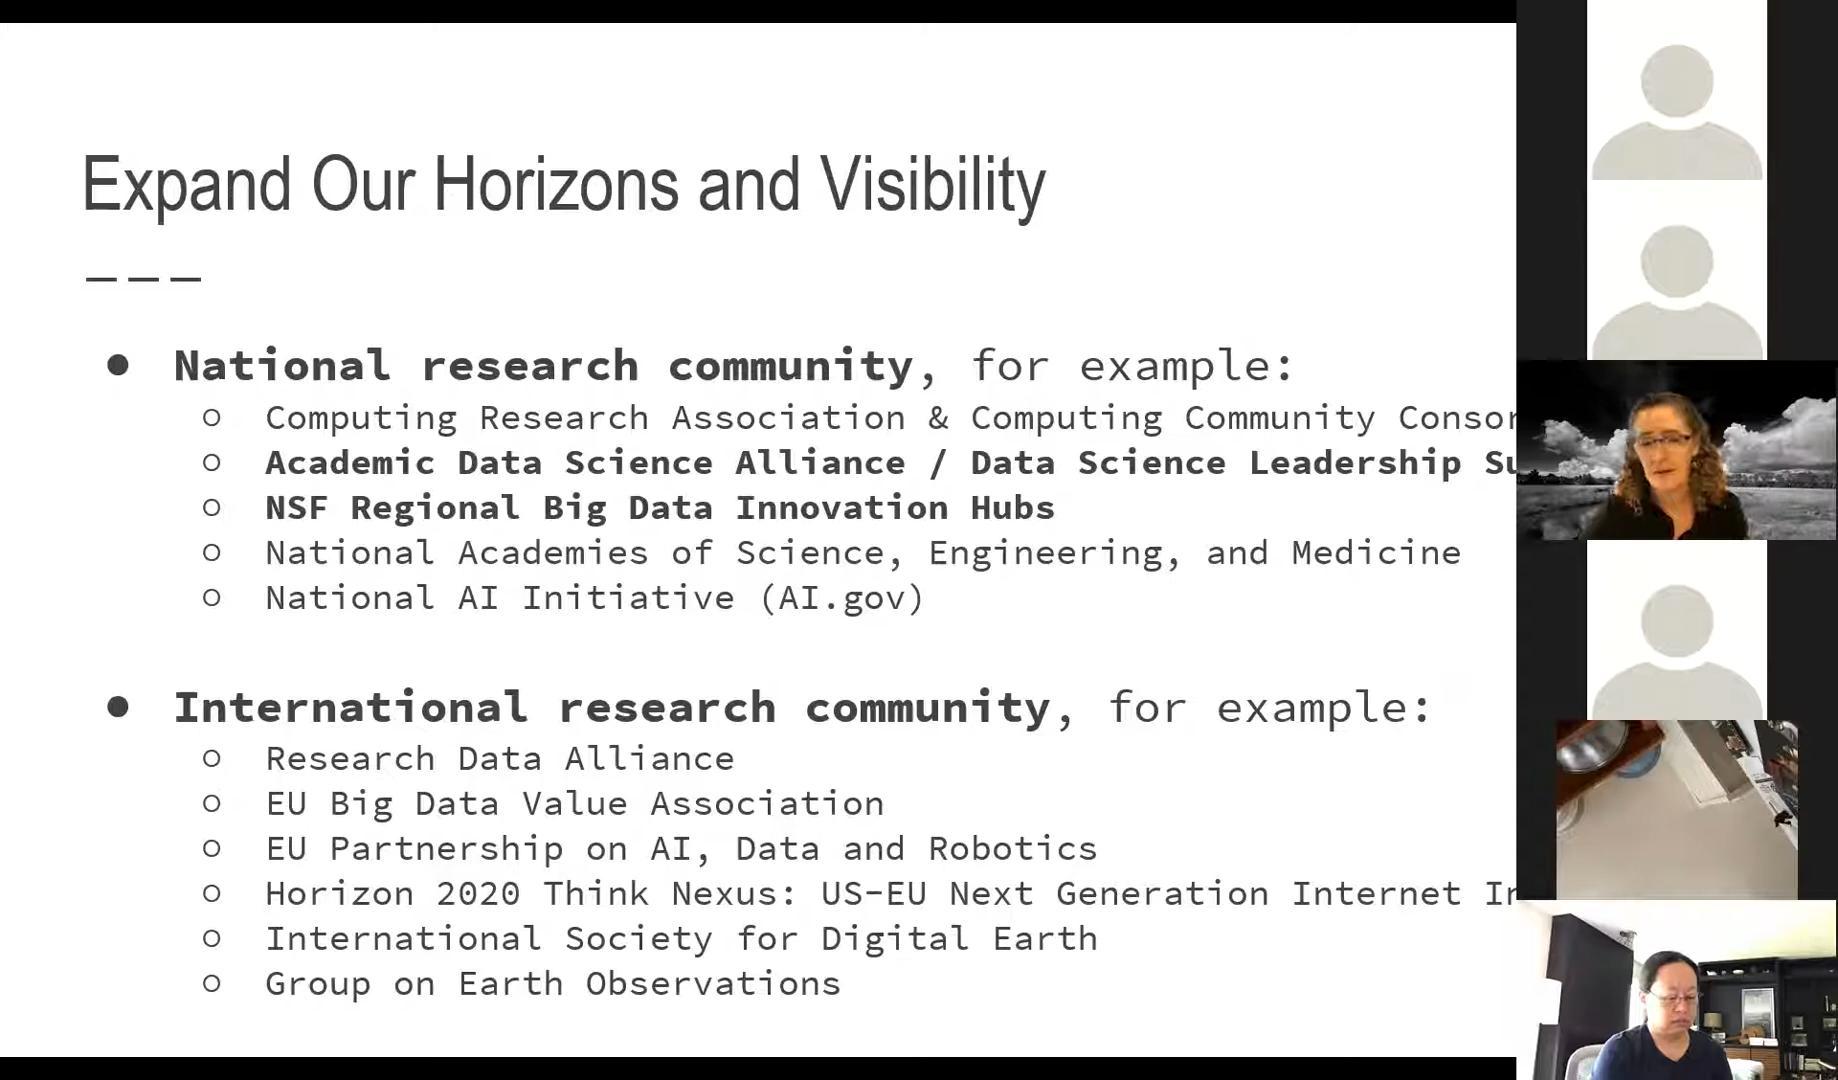 Expand Our Horizons and Visibility
● National research community, for example:
○ Computing Research Association & Computing Community
○ Academic Data Science Alliance / Data Science Leadership
○ NSF Regional Big Data Innovation Hubs
○ National Academies of Science, Engineering, and Medicine
○ National AI Initiative (AI.gov)
● International research community, for example:
○ Research Data Alliance
○ EU Big Data Value Association
○ EU Partnership on AI, Data and Robotics
○ Horizon 2020 Think Nexus: US-EU Next Generation Internet
○ International Society for Digital Earth
○ Group on Earth Observations